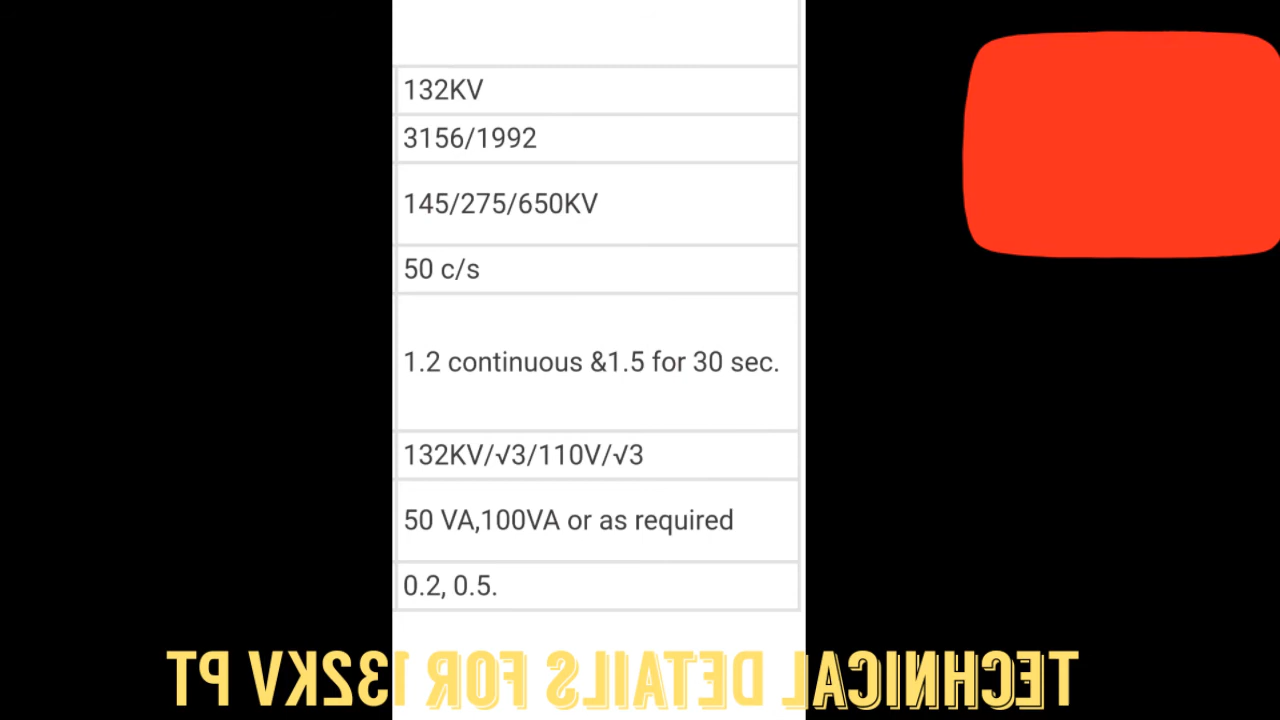 132KV
3156/1992
145/275/650KV
50 c/s
1.2 continuous &1.5 for 30 sec.
132KV/√3/110V/√3
50 VA,100VA or as required
0.2, 0.5.
TECHNICAL DETAILS FOR 132KV PT